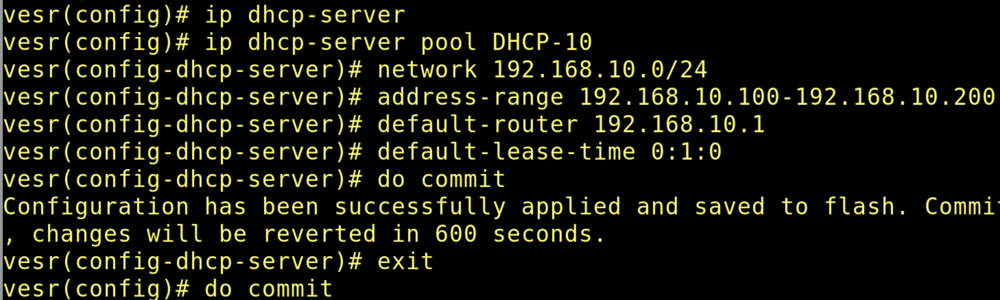 vesr(config)# ip dhcp-server
vesr(config)# ip dhcp-server pool DHCP-10
vesr(config-dhcp-server)# network 192.168.10.0/24
vesr(config-dhcp-server)# address-range 192.168.10.100-192.168.10.200
vesr(config-dhcp-server)# default-router 192.168.10.1
vesr(config-dhcp-server)# default-lease-time 0:1:0
vesr(config-dhcp-server)# do commit
Configuration has been successfully applied and saved to flash. Commit
, changes will be reverted in 600 seconds.
vesr(config-dhcp-server)# exit
vesr(config)# do commit